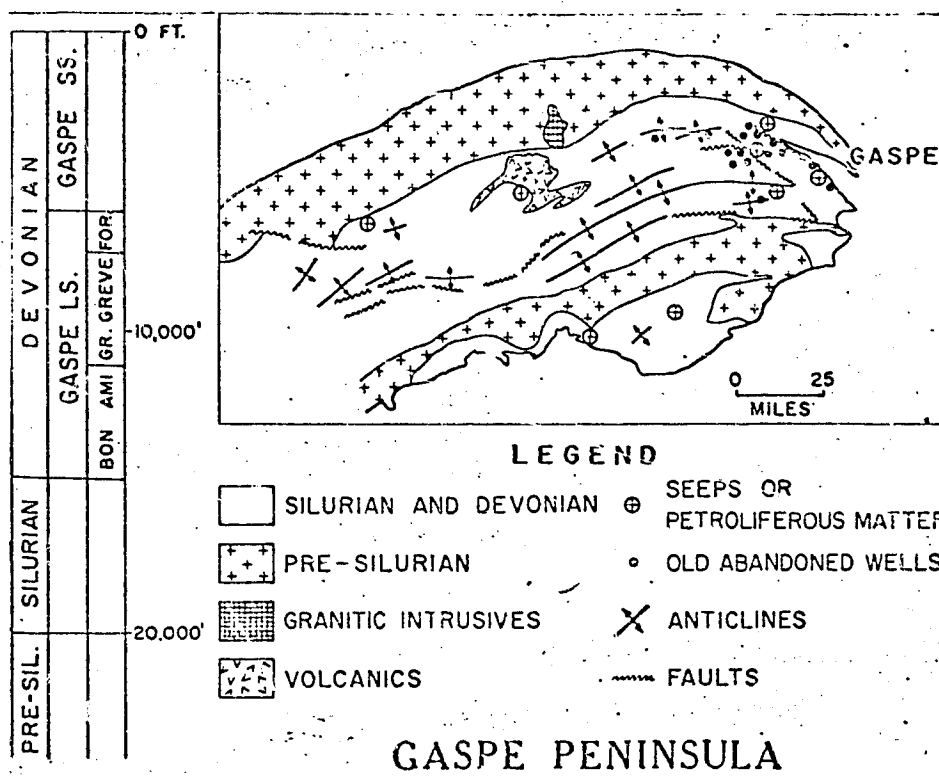 0 FT.
DEVONIAN
GASPE SS.
GASPE LS.
GR. GREVE FOR.
BON AMI
10,000'
SILURIAN
20,000'
PRE-SIL.
GASPE
0 25
MILES
LEGEND
SILURIAN AND DEVONIAN
SEEPS OR
PETROLIFEROUS MATTER
PRE-SILURIAN
OLD ABANDONED WELLS
GRANITIC INTRUSIVES
ANTICLINES
VOLCANICS
FAULTS
GASPE PENINSULA